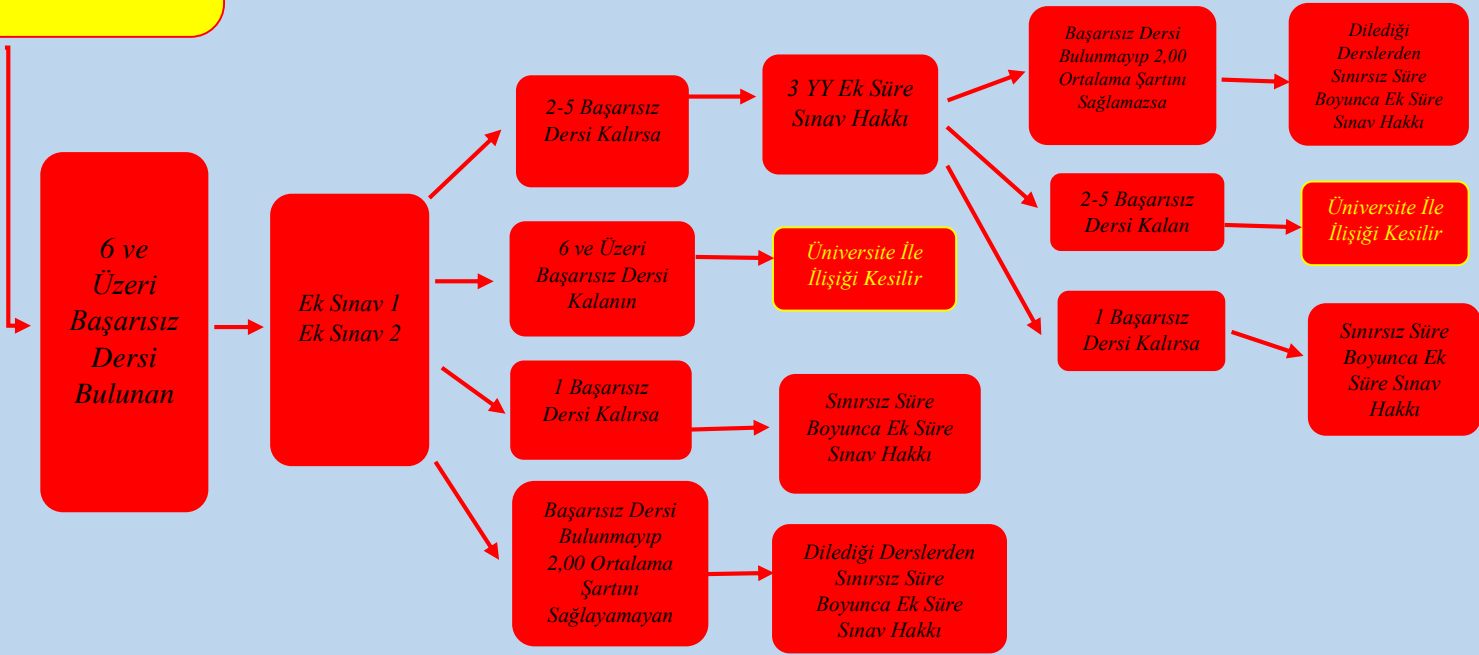 6 ve
Üzeri
Başarısız
Dersi
Bulunan
Ek Sınav 1
Ek Sınav 2
2-5 Başarısız
Dersi Kalırsa
3 YY Ek Süre
Sınav Hakkı
Başarısız Dersi
Bulunmayıp 2,00
Ortalama Şartını
Sağlamazsa
Dilediği
Derslerden
Sınırsız Süre
Boyunca Ek Süre
Sınav Hakkı
2-5 Başarısız
Dersi Kalan
Üniversite İle
İlişiği Kesilir
1 Başarısız
Dersi Kalırsa
Sınırsız Süre
Boyunca Ek
Süre Sınav
Hakkı
6 ve Üzeri
Başarısız Dersi
Kalanın
Üniversite İle
İlişiği Kesilir
1 Başarısız
Dersi Kalırsa
Sınırsız Süre
Boyunca Ek Süre
Sınav Hakkı
Başarısız Dersi
Bulunmayıp
2,00 Ortalama
Şartını
Sağlayamayan
Dilediği Derslerden
Sınırsız Süre
Boyunca Ek Süre
Sınav Hakkı